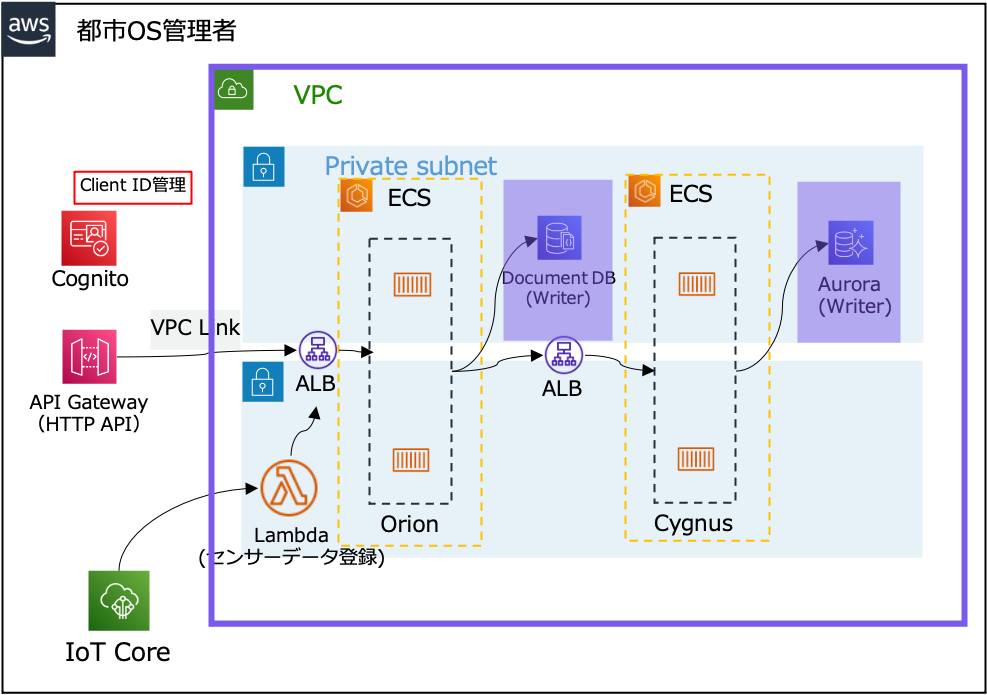 aws
都市OS管理者
VPC
Private subnet
Client ID管理
Cognito
ECS
ECS
Document DB
(Writer)
Aurora
(Writer)
VPC Link
API Gateway
（HTTP API）
ALB
ALB
Lambda
(センサーデータ登録)
Orion
Cygnus
IoT Core